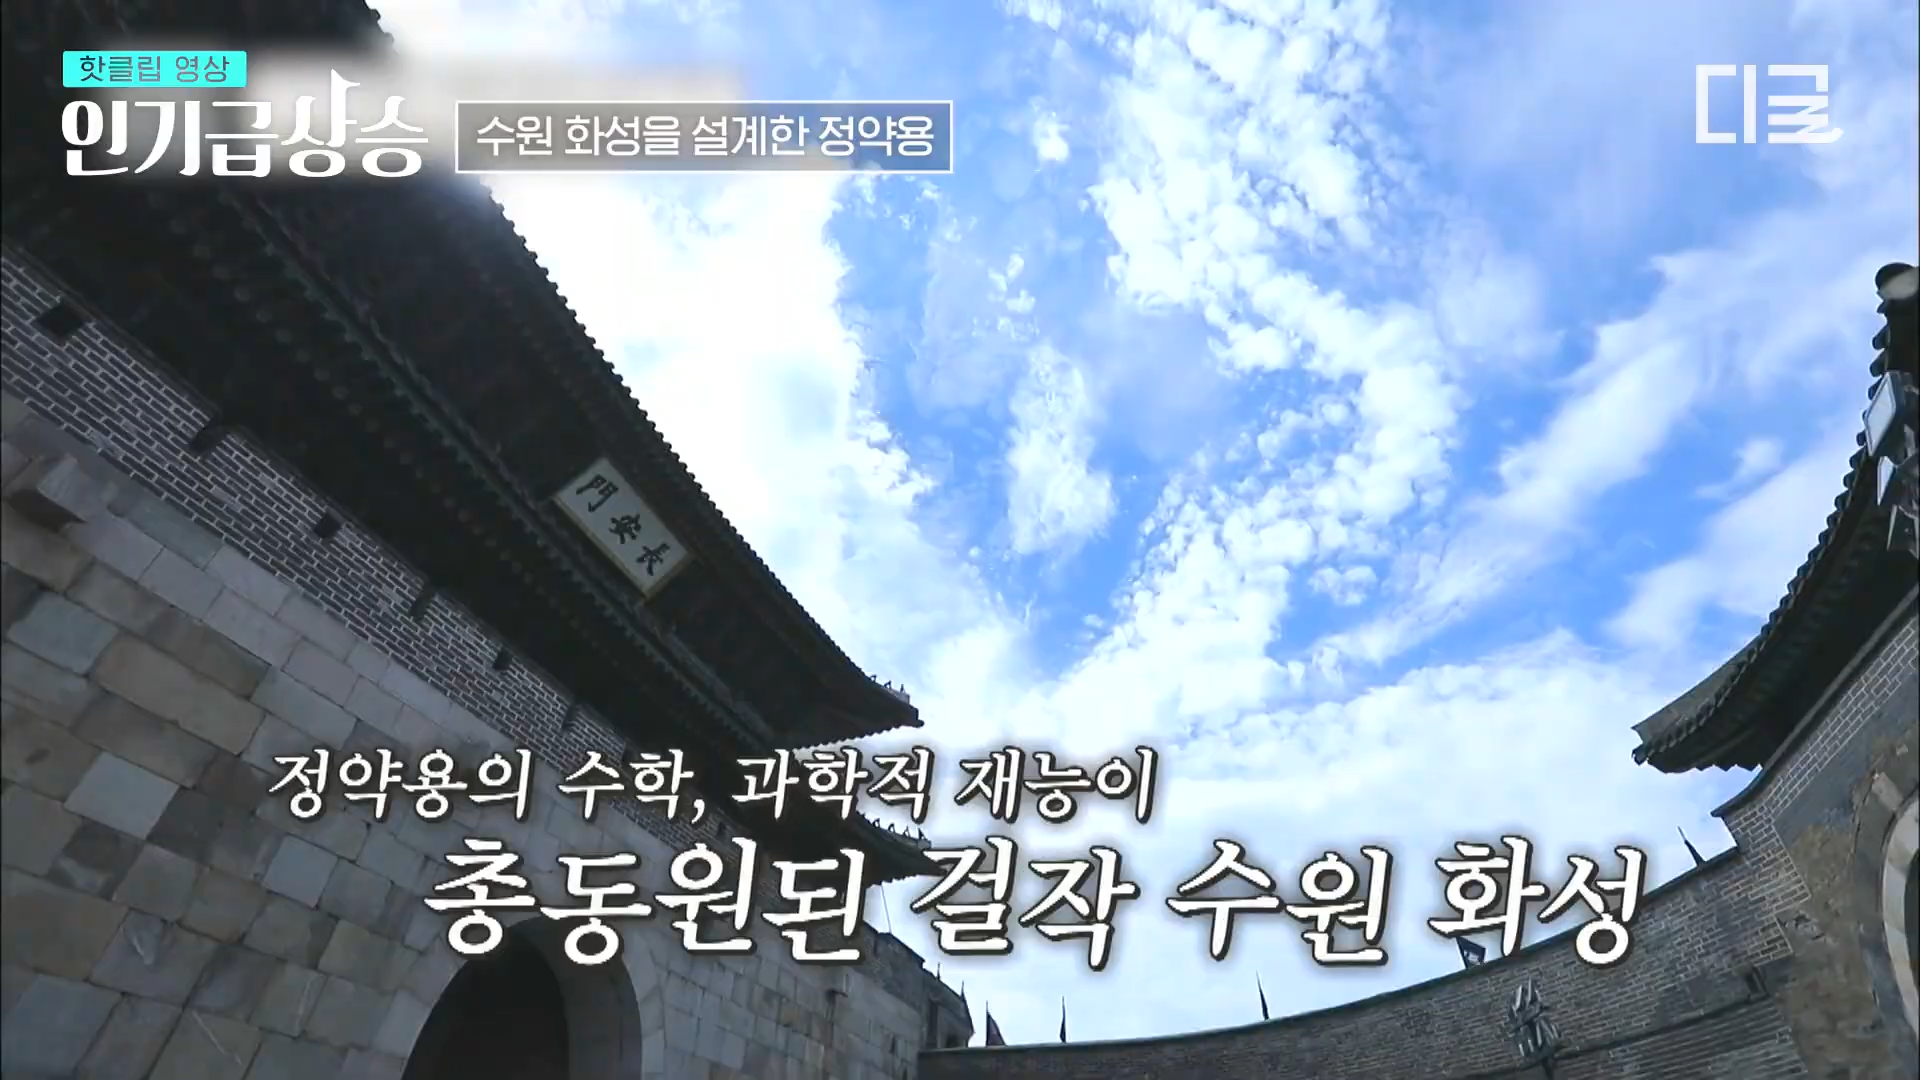 핫클립 영상
인기급상승
수원 화성을 설계한 정약용
디글
門安長
정약용의 수학, 과학적 재능이
총동원된 걸작 수원 화성